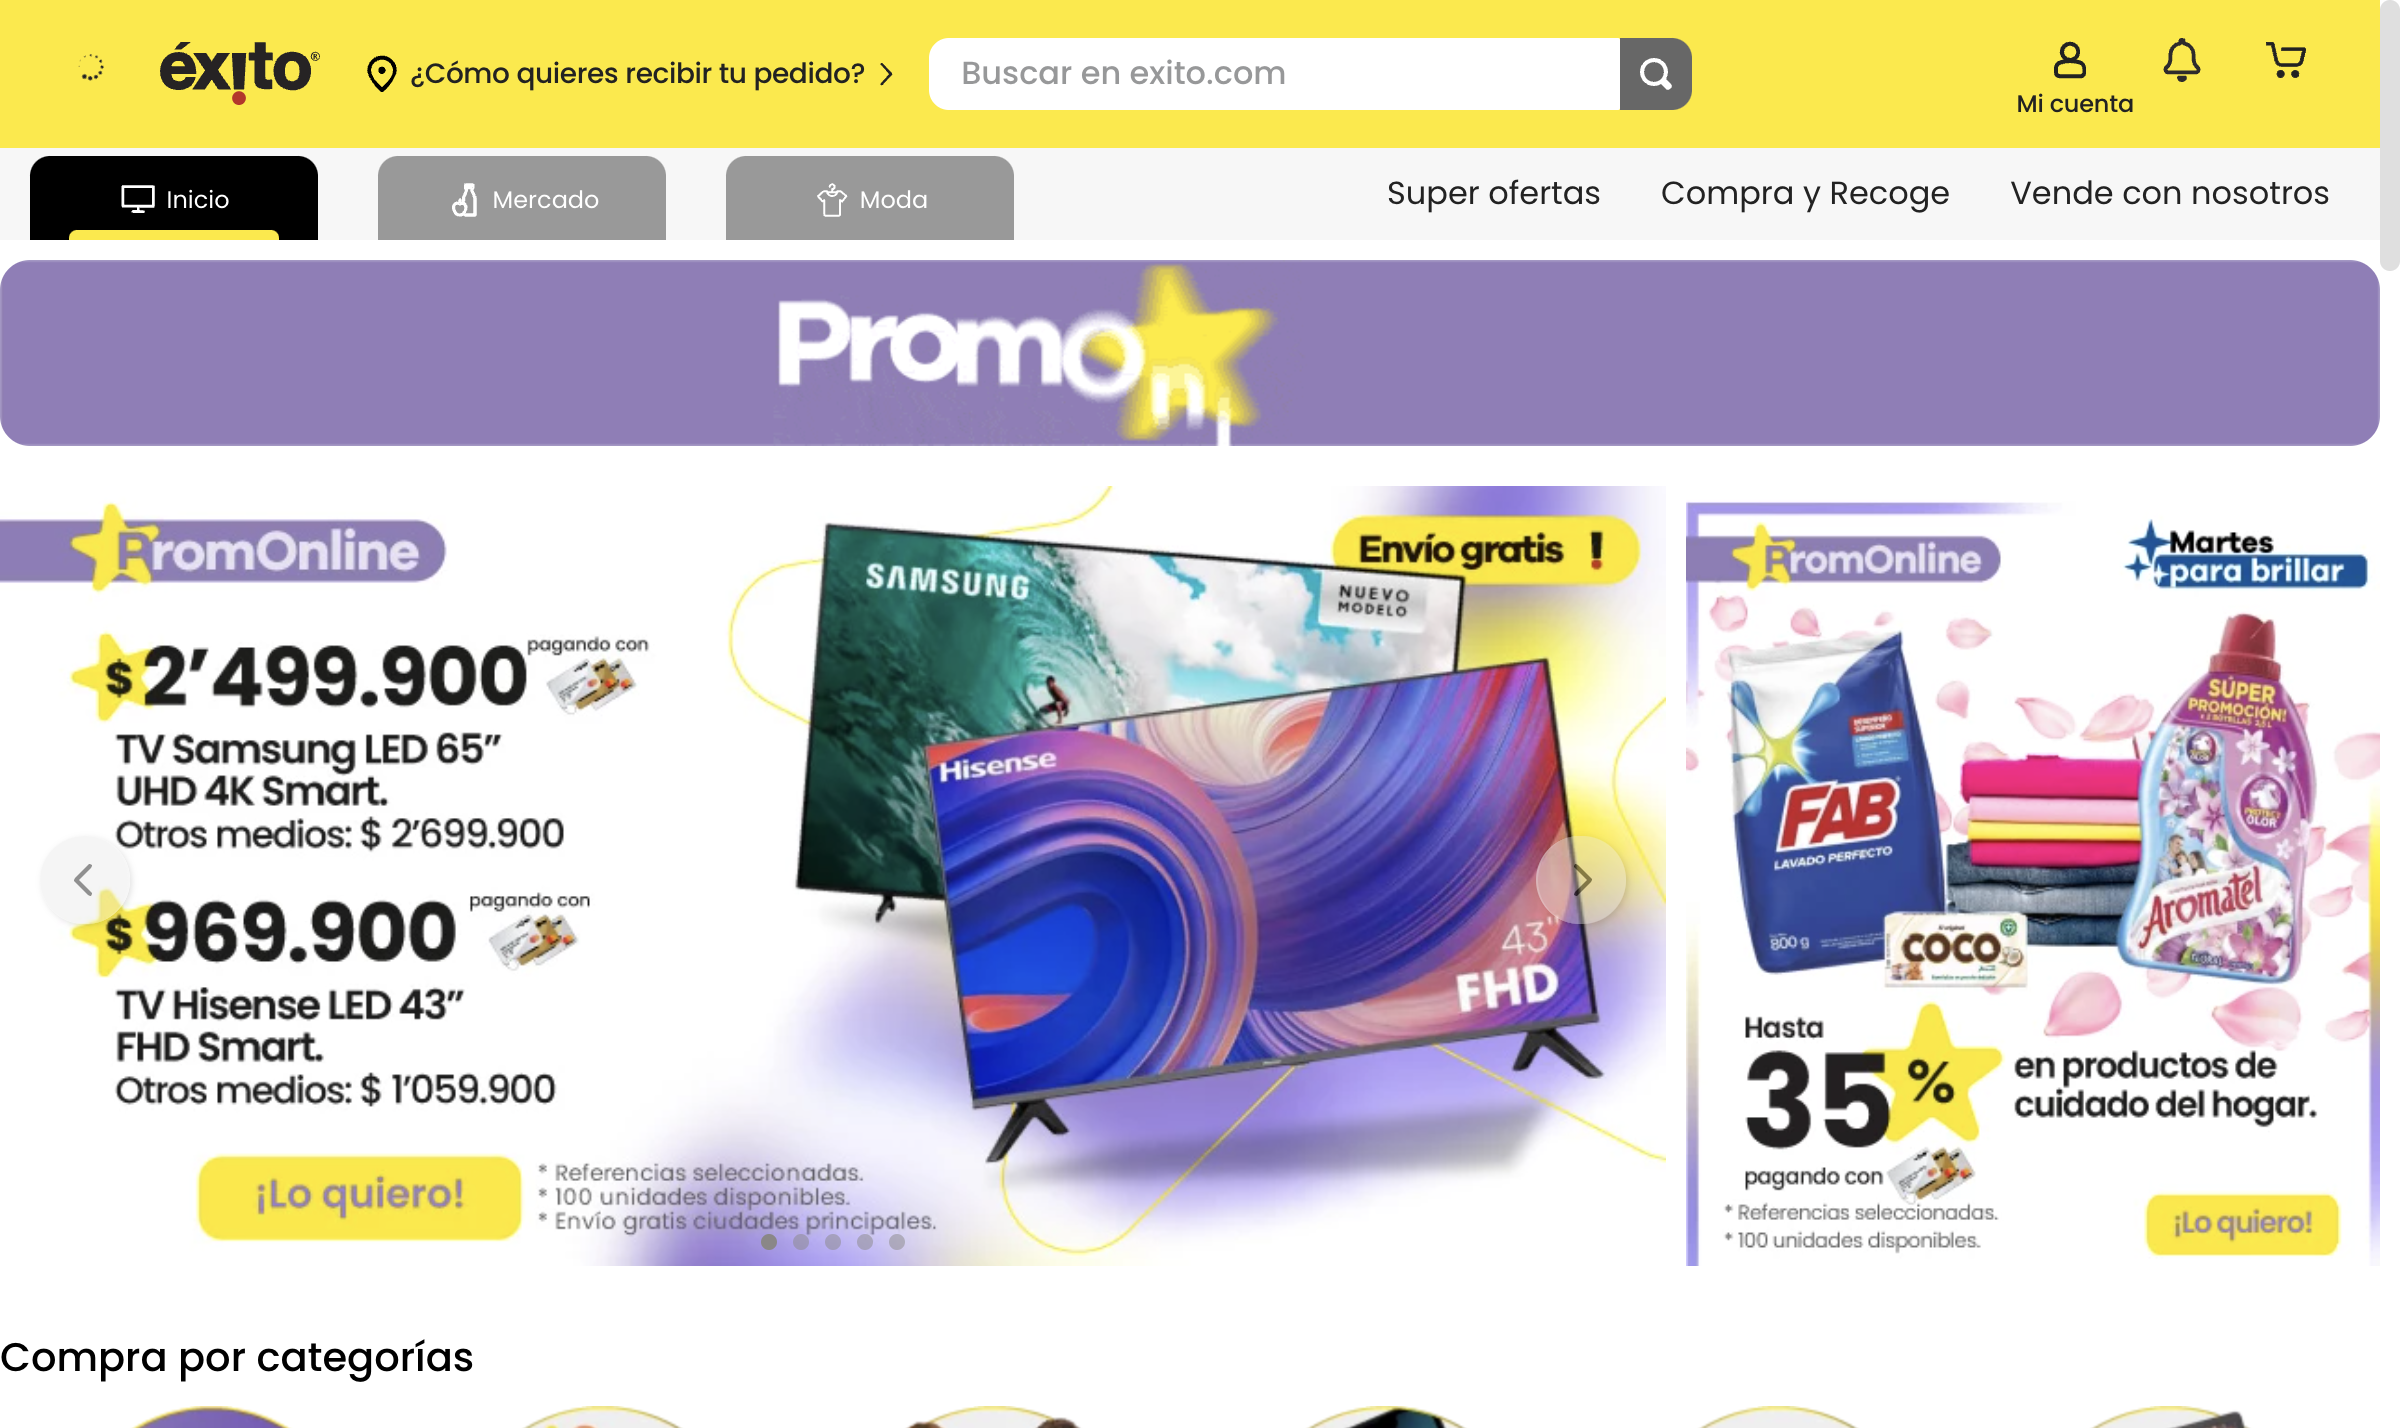 éxito®
¿Cómo quieres recibir tu pedido?
Buscar en exito.com
Mi cuenta
Inicio
Mercado
Moda
Super ofertas
Compra y Recoge
Vende con nosotros
Promon
PromOnline
$ 2'499.900
pagando con
TV Samsung LED 65"
UHD 4K Smart.
Otros medios: $ 2'699.900
$ 969.900
pagando con
TV Hisense LED 43"
FHD Smart.
Otros medios: $ 1'059.900
¡Lo quiero!
* Referencias seleccionadas.
* 100 unidades disponibles.
* Envío gratis ciudades principales.
Envío gratis !
SAMSUNG
NUEVO
MODELO
Hisense
43"
FHD
PromOnline
Martes
para brillar
FAB
LAVADO PERFECTO
800 g
COCO
SÚPER
PROMOCIÓN!
Aromatel
Hasta
35 %
en productos de
cuidado del hogar.
pagando con
* Referencias seleccionadas.
* 100 unidades disponibles.
¡Lo quiero!
Compra por categorías